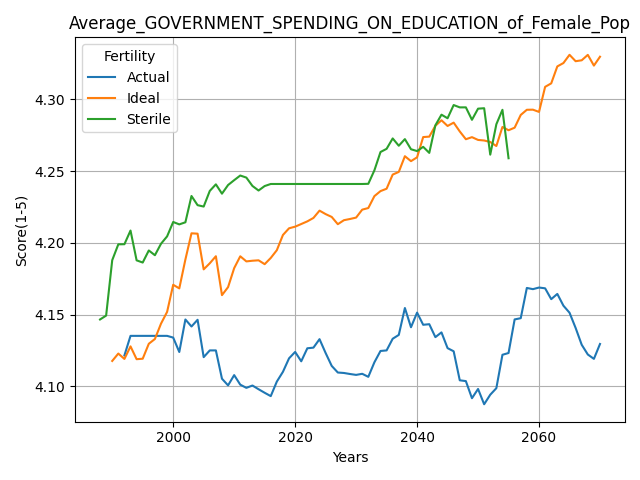 Average_GOVERNMENT_SPENDING_ON_EDUCATION_of_Female_Pop
Fertility
Actual
Ideal
Sterile
Score(1-5)
4.30
4.25
4.20
4.15
4.10
2000 2020 2040 2060
Years